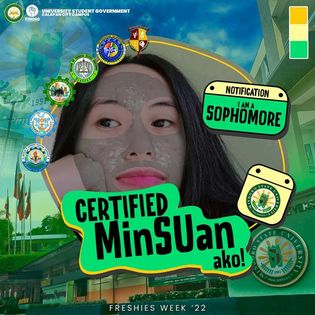 UNIVERSITY STUDENT GOVERNMENT
CALAPAN CITY CAMPUS
NOTIFICATION
I AM A
SOPHOMORE
CERTIFIED
MinSUan
ako!
FRESHIES WEEK '22